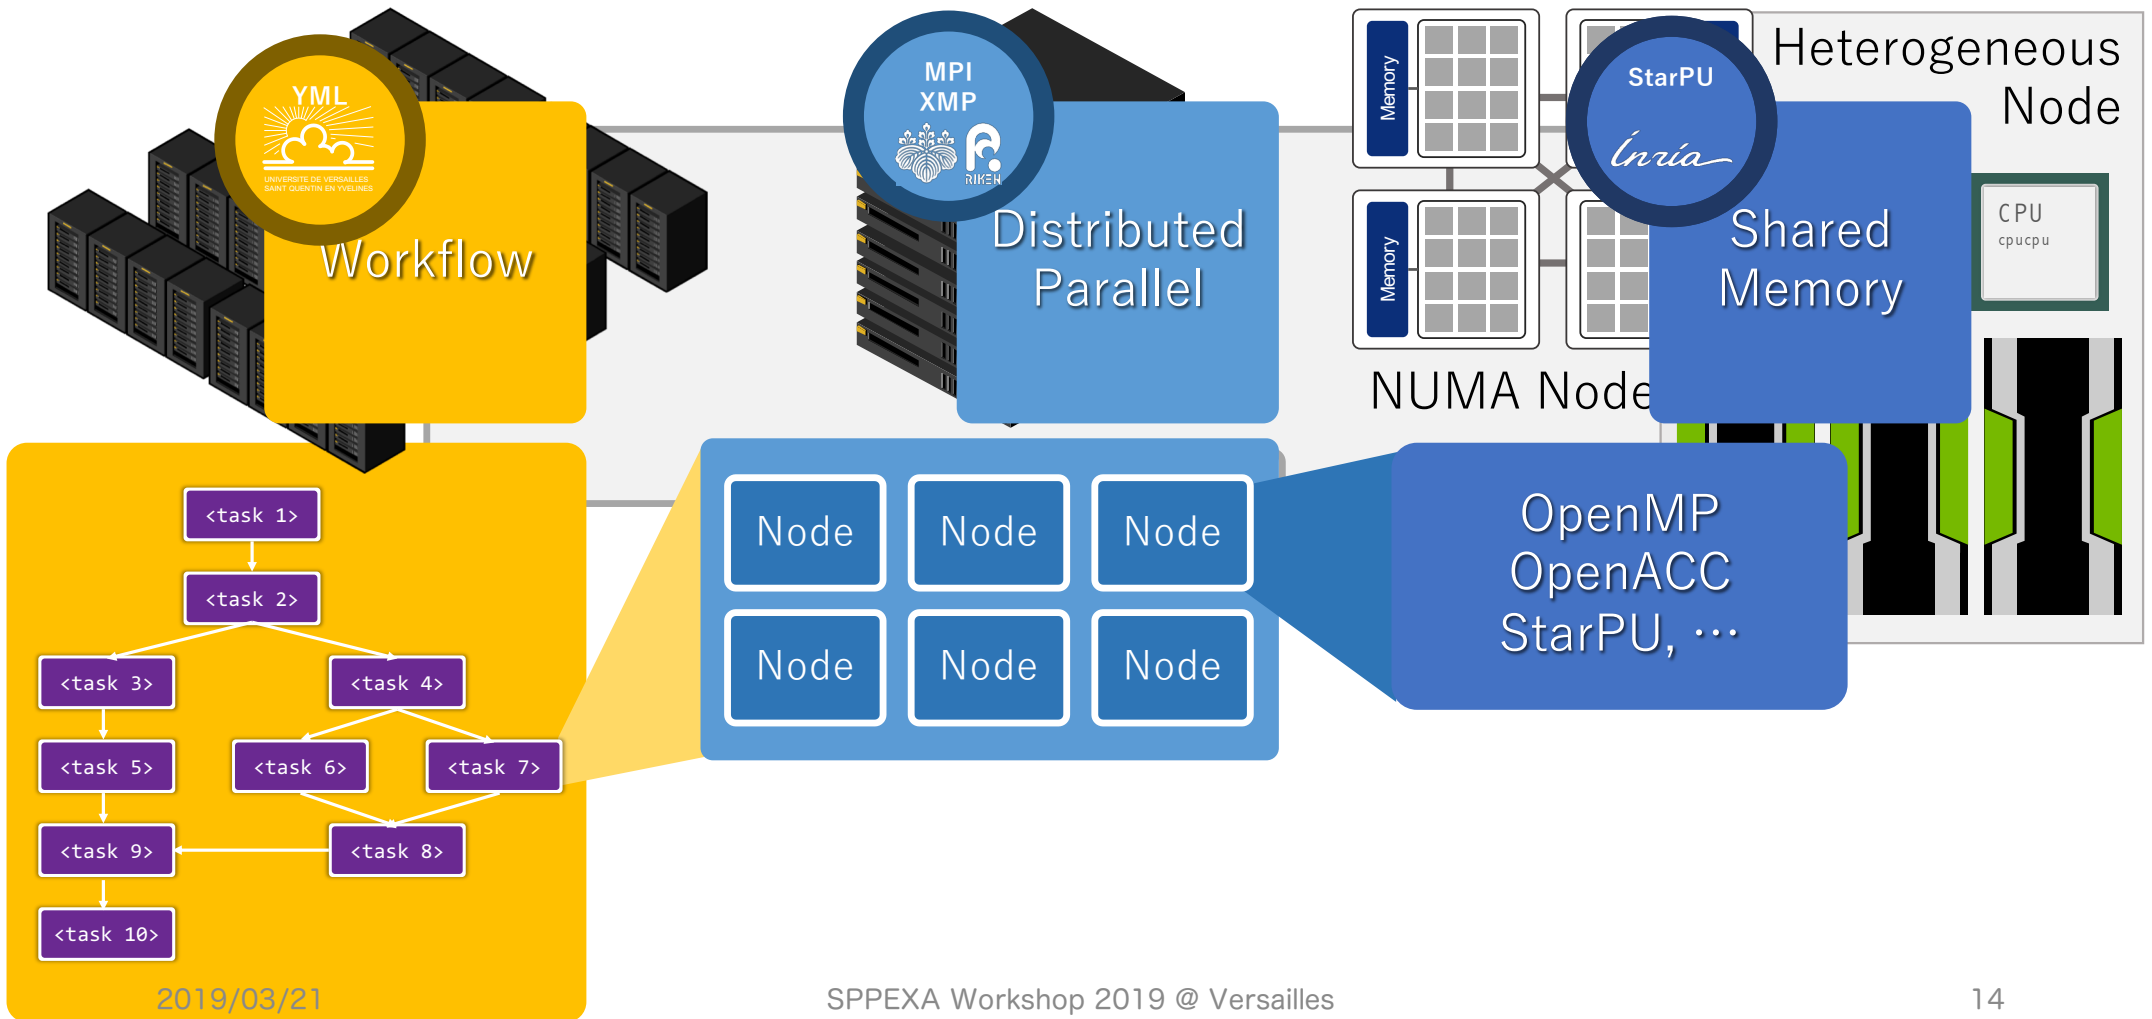 YML
UNIVERSITE DE VERSAILLES
SAINT QUENTIN EN YVELINES
Workflow
MPI
XMP
RIKEN
Distributed
Parallel
Memory
Memory
NUMA Node
StarPU
Inria
Shared
Memory
Heterogeneous
Node
CPU
cpucpu
<task 1>
<task 2>
<task 3>
<task 4>
<task 5>
<task 6>
<task 7>
<task 9>
<task 8>
<task 10>
Node
Node
Node
Node
Node
Node
OpenMP
OpenACC
StarPU, ⋯
2019/03/21
SPPEXA Workshop 2019 @ Versailles
14